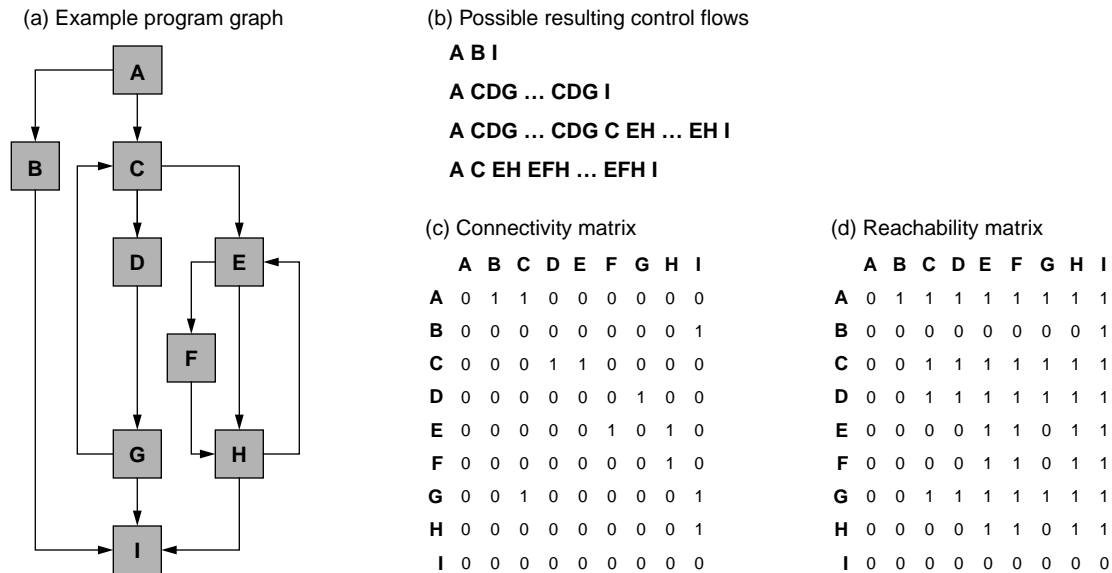 (a) Example program graph
A
B
C
D
E
F
G
H
I
(b) Possible resulting control flows
A B I
A CDG … CDG I
A CDG … CDG C EH … EH I
A C EH EFH … EFH I
(c) Connectivity matrix
A B C D E F G H I
A 0 1 1 0 0 0 0 0 0
B 0 0 0 0 0 0 0 0 1
C 0 0 0 1 1 0 0 0 0
D 0 0 0 0 0 0 1 0 0
E 0 0 0 0 0 1 0 1 0
F 0 0 0 0 0 0 0 1 0
G 0 0 1 0 0 0 0 0 1
H 0 0 0 0 0 0 0 0 1
I 0 0 0 0 0 0 0 0 0
(d) Reachability matrix
A B C D E F G H I
A 0 1 1 1 1 1 1 1 1
B 0 0 0 0 0 0 0 0 1
C 0 0 1 1 1 1 1 1 1
D 0 0 1 1 1 1 1 1 1
E 0 0 0 0 1 1 0 1 1
F 0 0 0 0 1 1 0 1 1
G 0 0 1 1 1 1 1 1 1
H 0 0 0 0 1 1 0 1 1
I 0 0 0 0 0 0 0 0 0